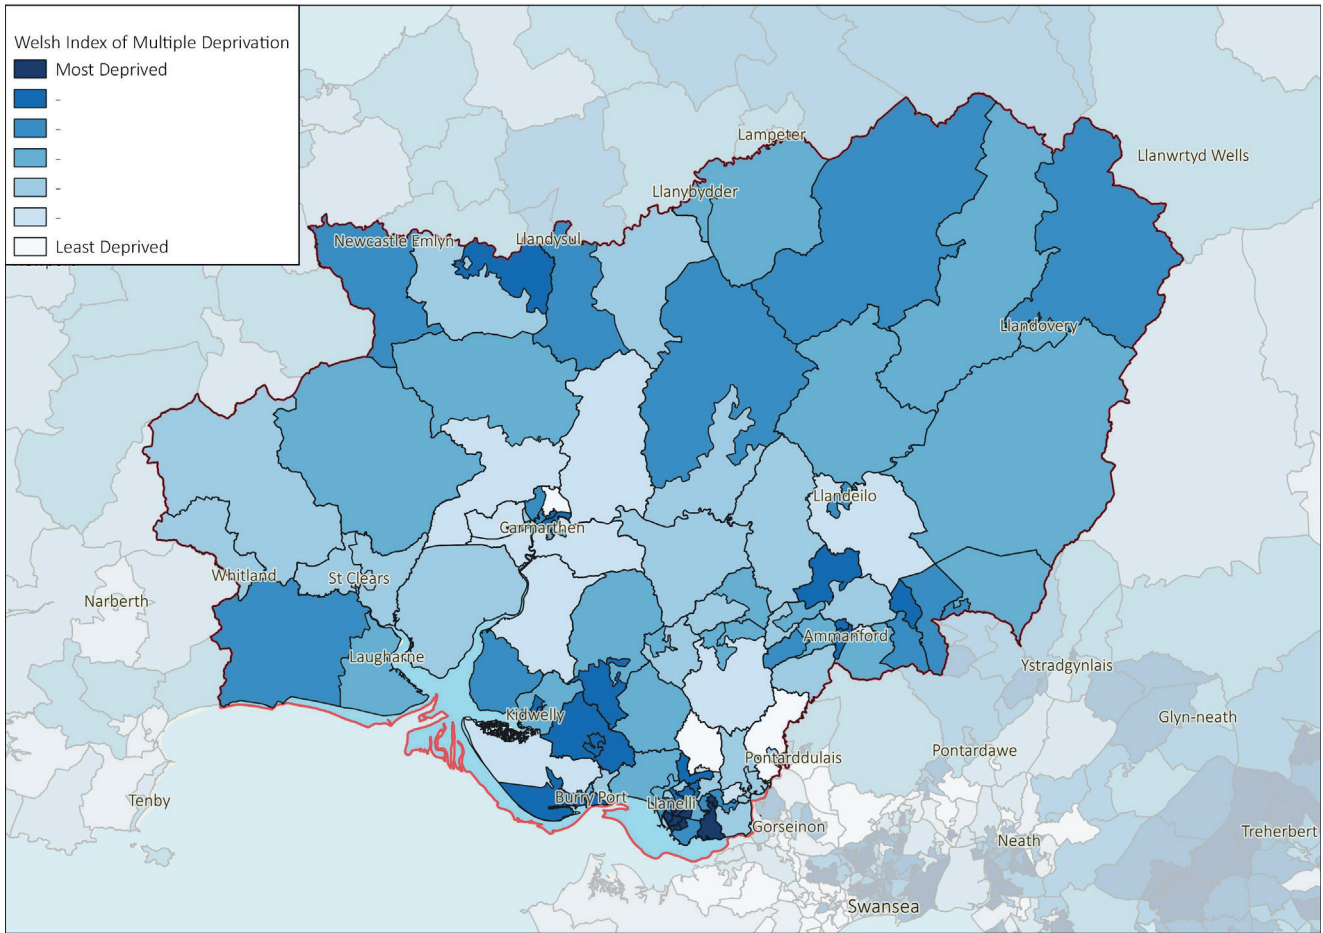 Welsh Index of Multiple Deprivation
Most Deprived
-
-
-
-
-
Least Deprived
Lampeter
Llanwrtyd Wells
Llanybydder
Newcastle Emlyn
Llandysul
Llandovery
Llandeilo
Carmarthen
Whitland
St Clears
Narberth
Ammanford
Laugharne
Ystradgynlais
Kidwelly
Glyn-neath
Pontardawe
Pontarddulais
Tenby
Burry Port
Llanelli
Gorseinon
Neath
Treherbert
Swansea